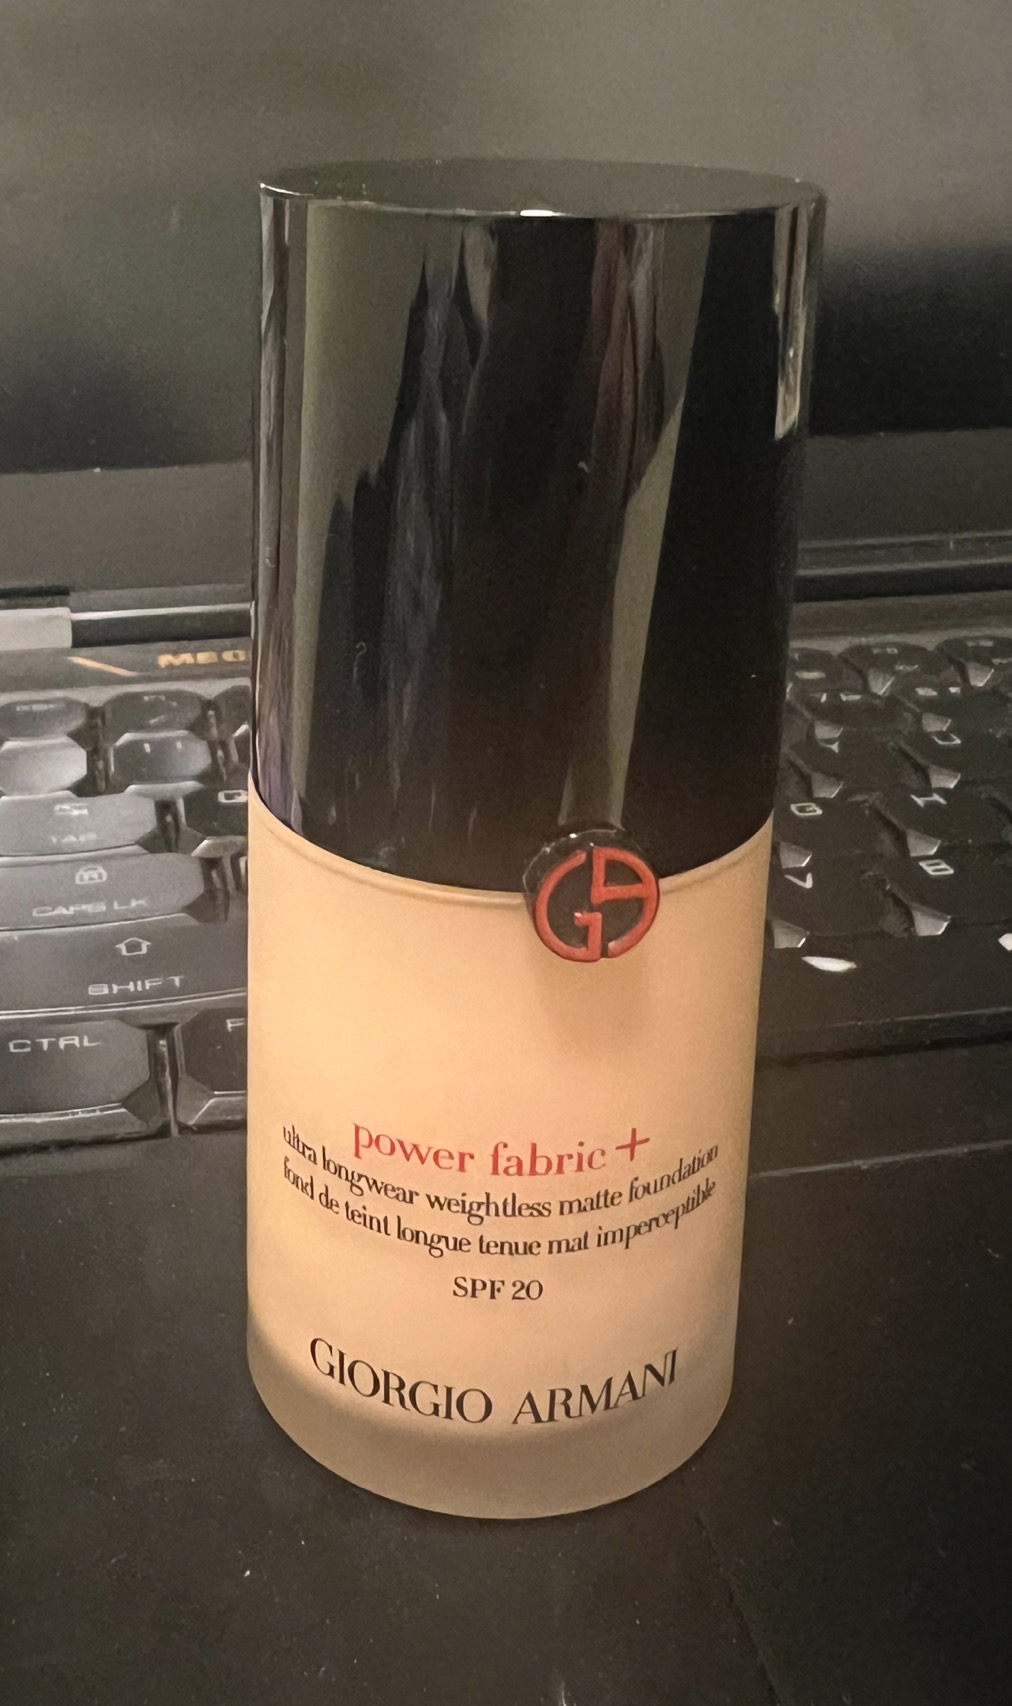 GA
power fabric +
ultra longwear weightless matte foundation
fond de teint longue tenue mat imperceptible
SPF 20
GIORGIO ARMANI
TAB
CAPS LK
SHIFT
CTRL
G
H
V
B